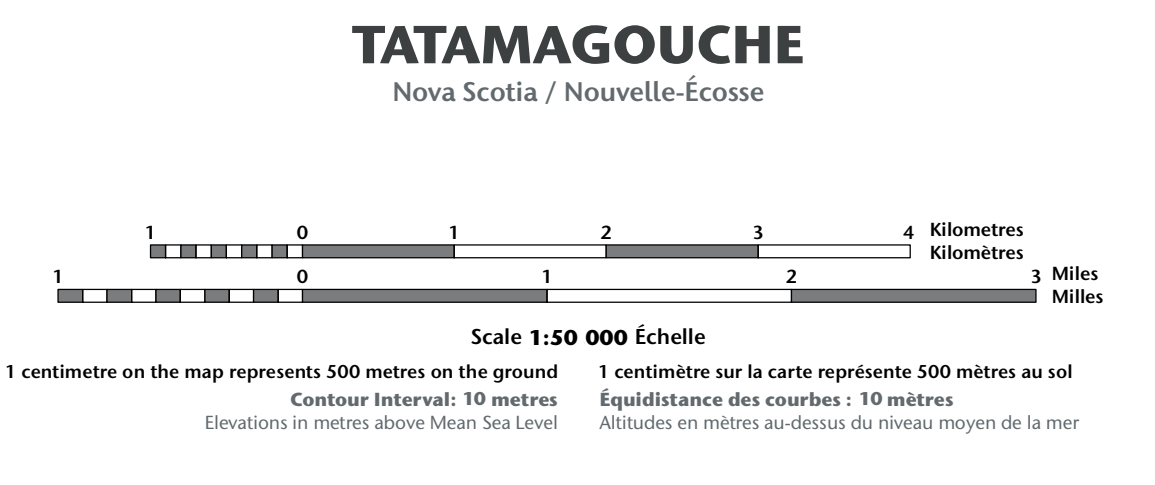 TATAMAGOUCHE
Nova Scotia / Nouvelle-Écosse
1 0 1 2 3 4 Kilometres
Kilomètres
1 0 1 2 3 Miles
Milles
Scale 1:50 000 Échelle
1 centimetre on the map represents 500 metres on the ground
Contour Interval: 10 metres
Elevations in metres above Mean Sea Level
1 centimètre sur la carte représente 500 mètres au sol
Équidistance des courbes : 10 mètres
Altitudes en mètres au-dessus du niveau moyen de la mer